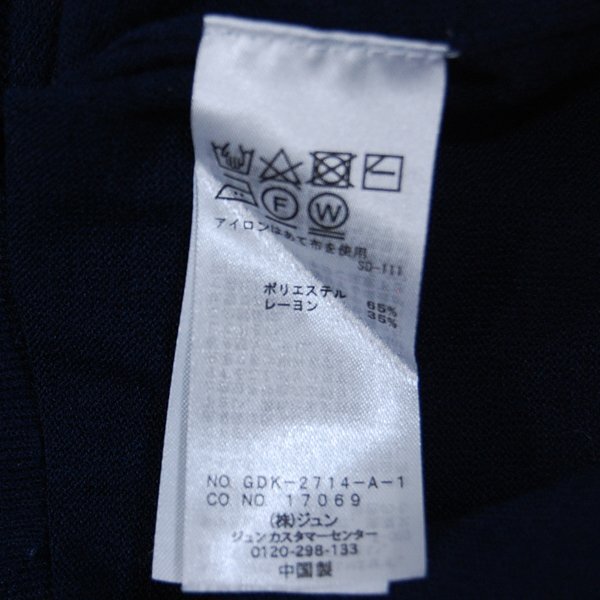 F W
アイロンはあて布を使用
SD-111
ポリエステル 65%
レーヨン 35%
NO GDK-2714-A-1
CO NO 17069
(株)ジュン
ジュンカスタマーセンター
0120-298-133
中国製